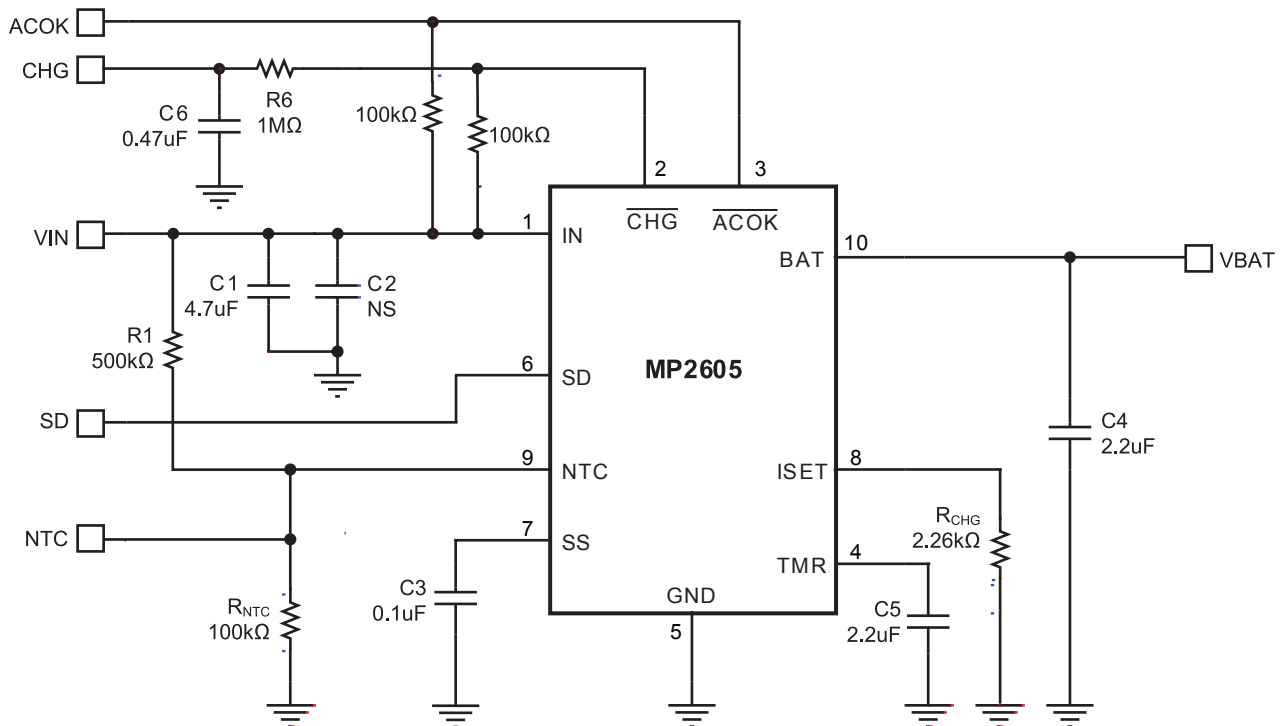 ACOK
CHG
C6
0.47uF
R6
1MΩ
100kΩ
100kΩ
2
3
VIN
1
IN
CHG
ACOK
10
BAT
VBAT
C1
4.7uF
C2
NS
R1
500kΩ
6
SD
MP2605
SD
C4
2.2uF
9
NTC
8
ISET
NTC
7
SS
RCHG
2.26kΩ
4
TMR
C3
0.1uF
GND
RNTC
100kΩ
5
C5
2.2uF